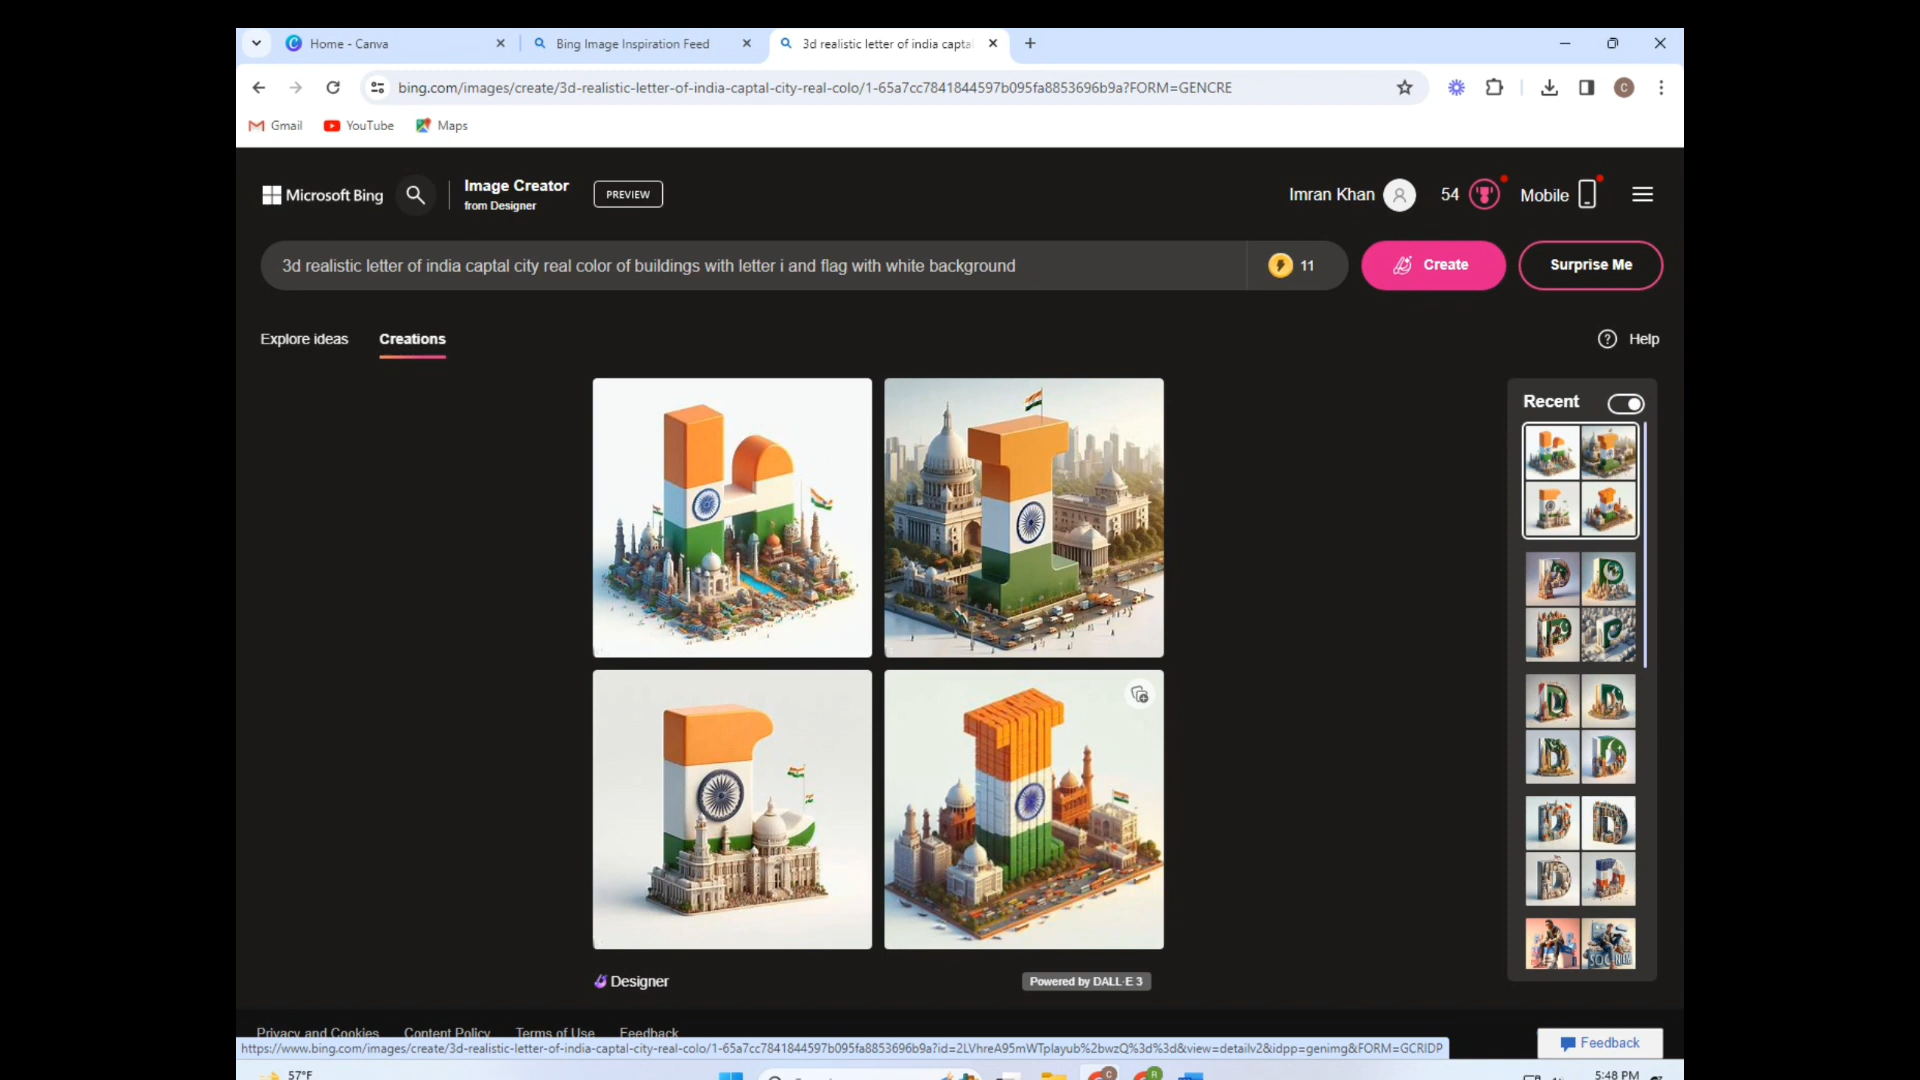 Home - Canva
Bing Image Inspiration Feed
3d realistic letter of india capta
bing.com/images/create/3d-realistic-letter-of-india-captal-city-real-colo/1-65a7cc7841844597b095fa8853696b9a?FORM=GENCRE
C
Gmail
YouTube
Maps
Microsoft Bing
Image Creator
from Designer
PREVIEW
Imran Khan
54
Mobile
3d realistic letter of india captal city real color of buildings with letter i and flag with white background
11
Create
Surprise Me
Explore ideas
Creations
Help
Recent
Designer
Powered by DALL·E 3
Privacy and Cookies
Content Policy
Terms of Use
Feedback
Feedback
https://www.bing.com/images/create/3d-realistic-letter-of-india-captal-city-real-colo/1-65a7cc7841844597b095fa8853696b9a?id=2LVhreA95mWTplayub%2bwzQ%3d%3d&view=detailv2&idpp=genimg&FORM=GCRIDP
57°F
C
R
5:48 PM